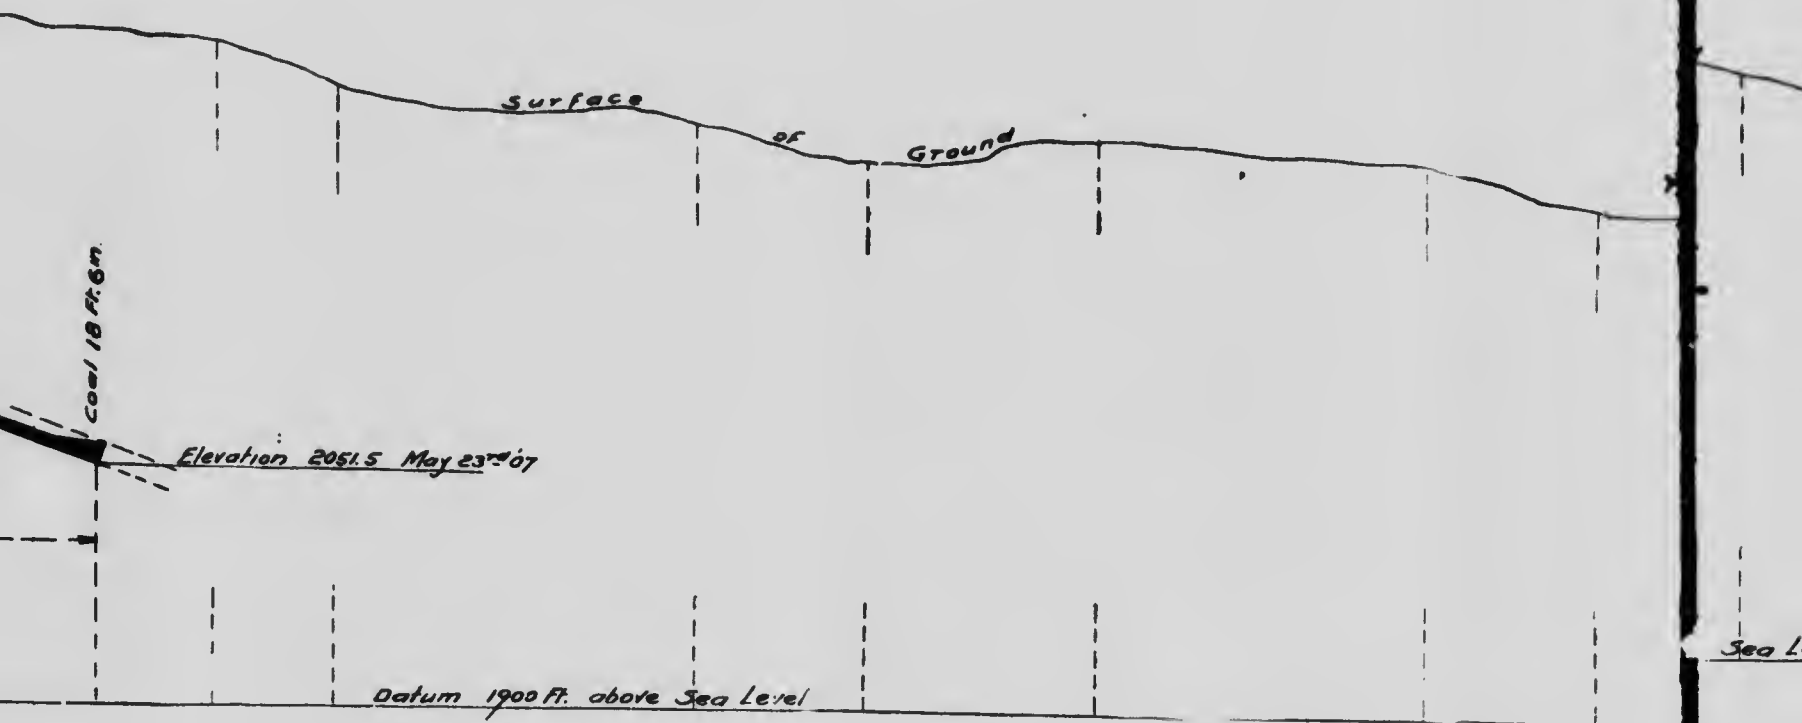 Surface of Ground
Coal 18 Ft. 6 in.
Elevation 2051.5 May 23rd '07
Datum 1900 Ft. above Sea Level
Sea L